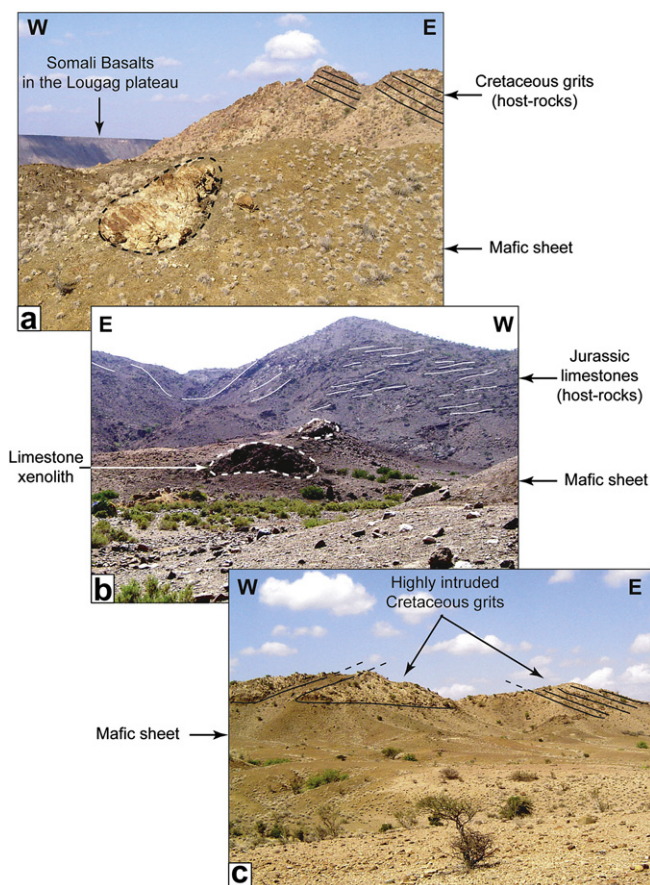 W
E
Somali Basalts
in the Lougag plateau
Cretaceous grits
(host-rocks)
Mafic sheet
a
E
W
Jurassic
limestones
(host-rocks)
Limestone
xenolith
Mafic sheet
b
W
Highly intruded
Cretaceous grits
E
Mafic sheet
c